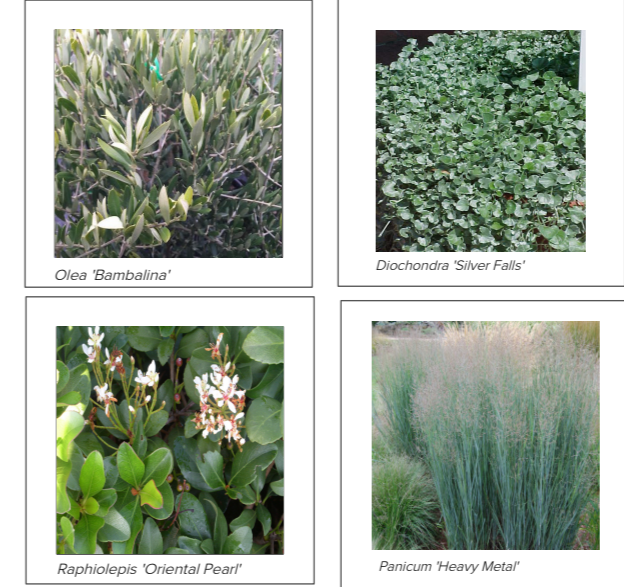 Olea 'Bambalina'
Diochondra 'Silver Falls'
Raphiolepis 'Oriental Pearl'
Panicum 'Heavy Metal'